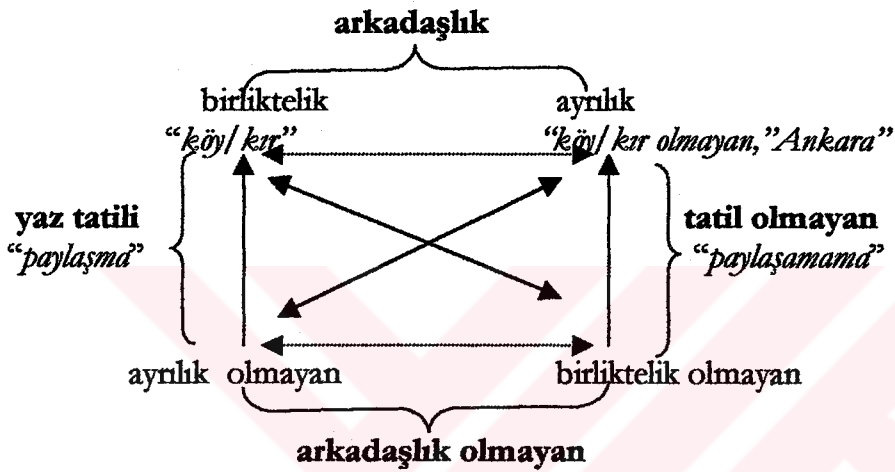 arkadaşlık
birliktelik ayrılık
“köy/kır” “köy/kır olmayan,”Ankara”
yaz tatili tatil olmayan
“paylaşma” “paylaşamama”
ayrılık olmayan birliktelik olmayan
arkadaşlık olmayan